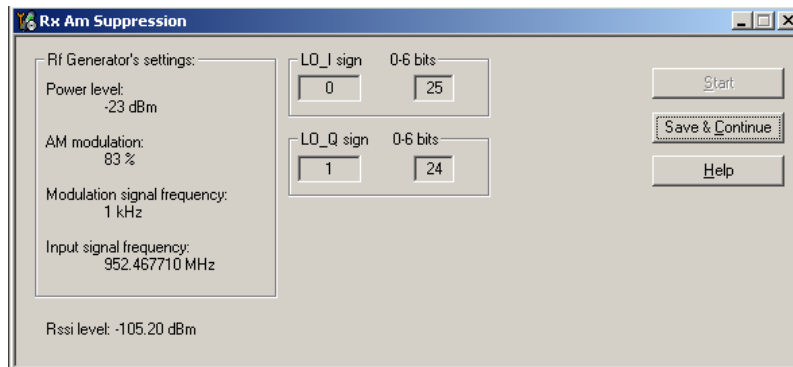 Rx Am Suppression
Rf Generator's settings:
Power level:
-23 dBm
AM modulation:
83 %
Modulation signal frequency:
1 kHz
Input signal frequency:
952.467710 MHz
Rssi level: -105.20 dBm
LO_I sign 0-6 bits
0 25
LO_Q sign 0-6 bits
1 24
Start
Save & Continue
Help